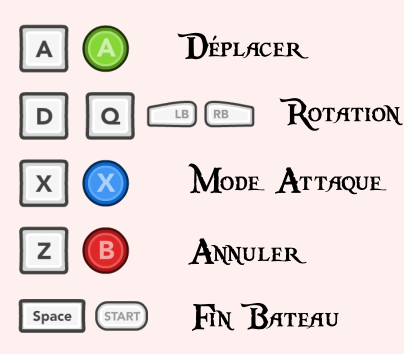 A A Déplacer
D Q LB RB Rotation
X X Mode Attaque
Z B Annuler
Space START Fin Bateau